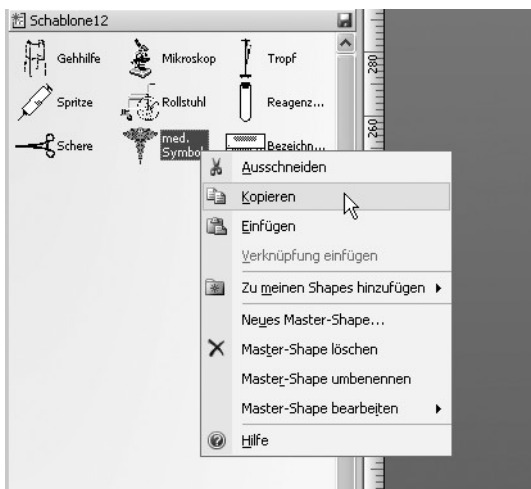 Schablone12
Gehhilfe Mikroskop Tropf
Spritze Rollstuhl Reagenz...
Schere med. Symbol Bezeichn...
Ausschneiden
Kopieren
Einfügen
Verknüpfung einfügen
Zu meinen Shapes hinzufügen
Neues Master-Shape...
Master-Shape löschen
Master-Shape umbenennen
Master-Shape bearbeiten
Hilfe
280
260